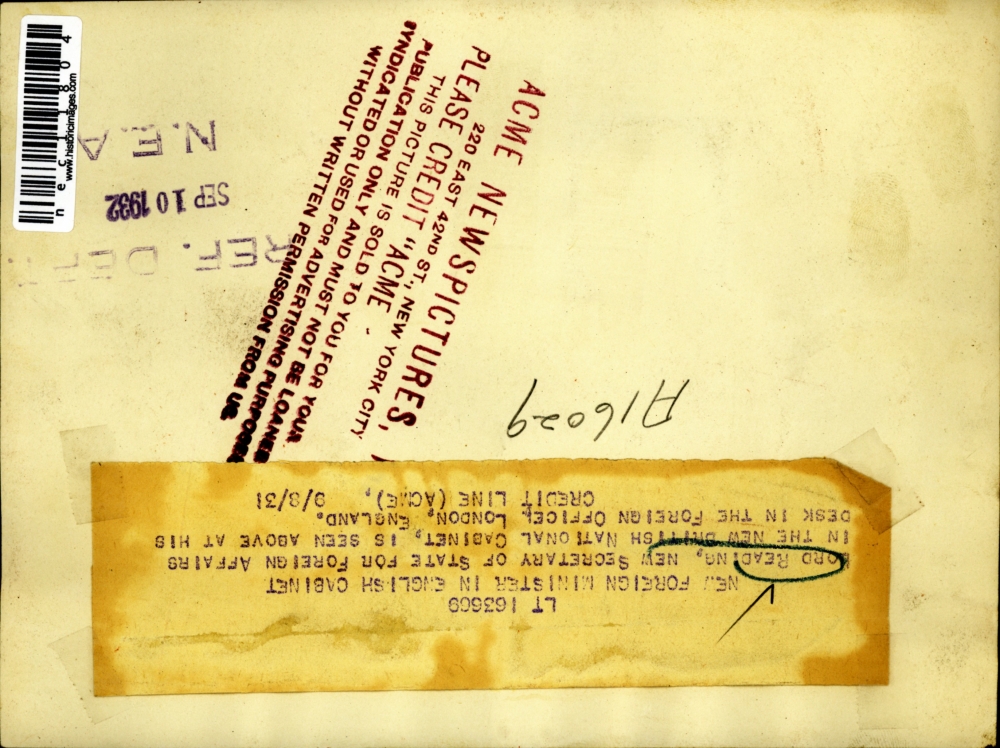 necl11804
www.historicimages.com
N.E.A
SEP 10 1932
REF. DEPT.
ACME NEWSPICTURES,
220 EAST 42ND ST., NEW YORK CITY
PLEASE CREDIT "ACME"
THIS PICTURE IS SOLD TO YOU FOR YOUR
PUBLICATION ONLY AND MUST NOT BE LOANED
SYNDICATED OR USED FOR ADVERTISING PURPOSES
WITHOUT WRITTEN PERMISSION FROM US.
A16029
LT 163609
NEW FOREIGN MINISTER IN ENGLISH CABINET
LORD READING, NEW SECRETARY OF STATE FOR FOREIGN AFFAIRS
IN THE NEW BRITISH NATIONAL CABINET, IS SEEN ABOVE AT HIS
DESK IN THE FOREIGN OFFICE, LONDON, ENGLAND.
CREDIT LINE (ACME), 9/8/31